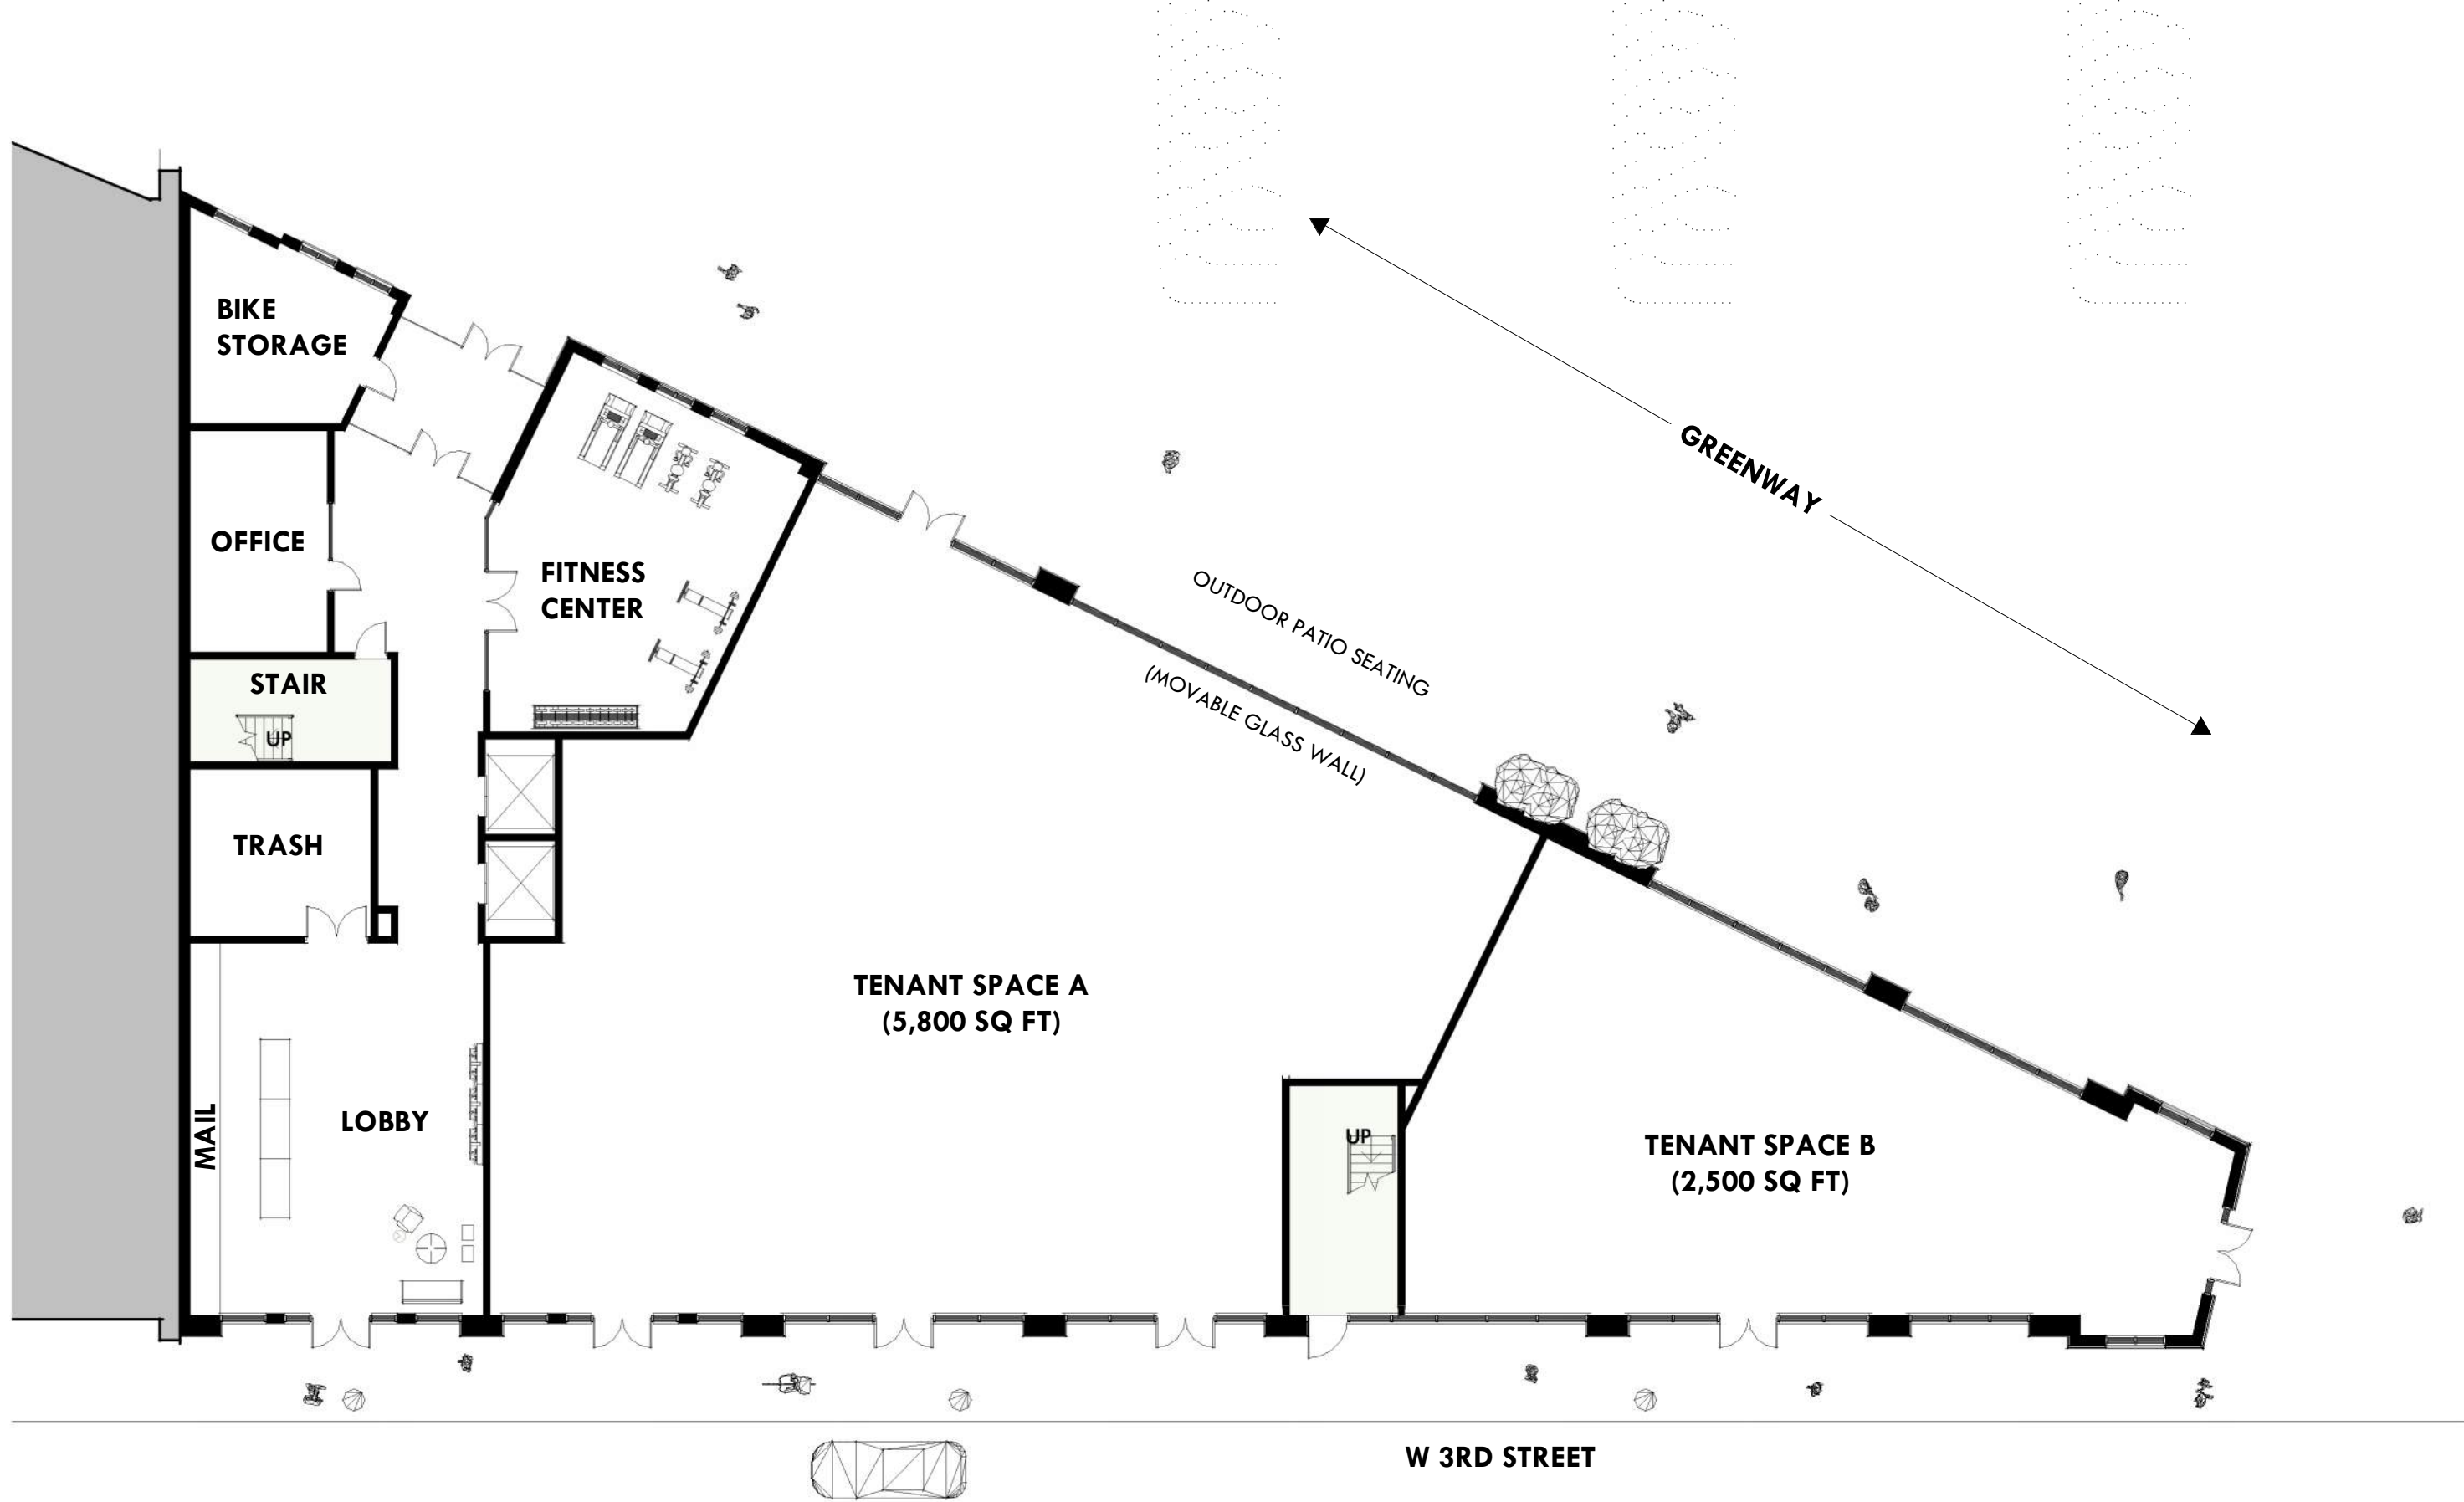 BIKE
STORAGE
GREENWAY
OFFICE
FITNESS
CENTER
OUTDOOR PATIO SEATING
(MOVABLE GLASS WALL)
STAIR
UP
TRASH
TENANT SPACE A
(5,800 SQ FT)
MAIL
LOBBY
UP
TENANT SPACE B
(2,500 SQ FT)
W 3RD STREET